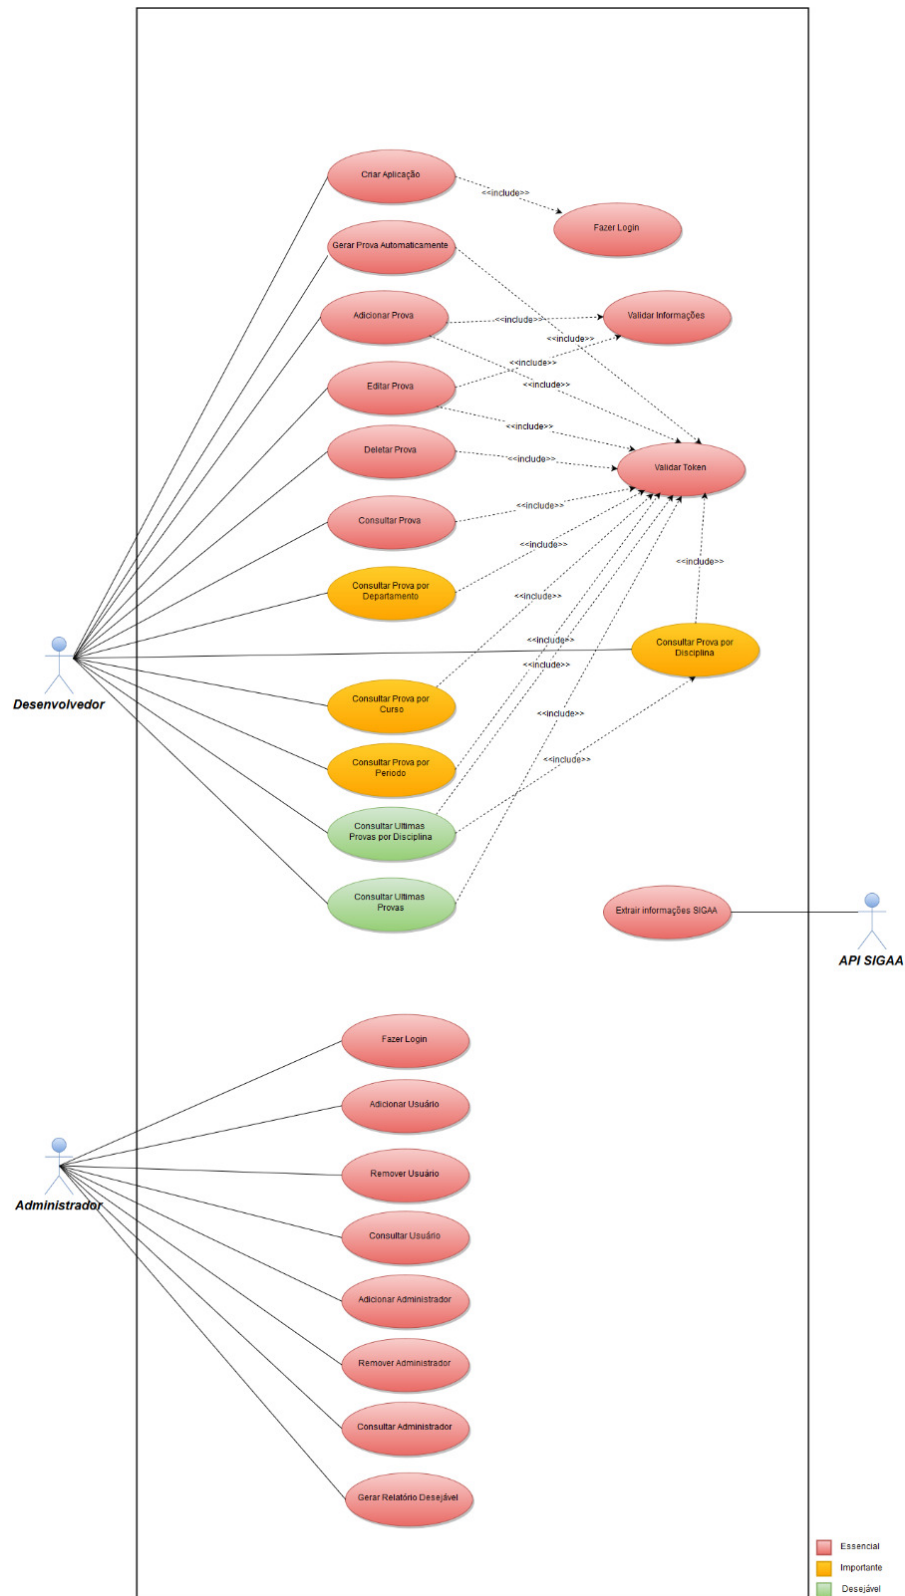 Criar Aplicação
<<include>>
Fazer Login
Gerar Prova Automaticamente
Adicionar Prova
<<include>>
Validar Informações
<<include>>
<<include>>
Editar Prova
<<include>>
<<include>>
Deletar Prova
<<include>>
Validar Token
Consultar Prova
<<include>>
<<include>>
<<include>>
Consultar Prova por
Departamento
<<include>>
<<include>>
Consultar Prova por
Disciplina
<<include>>
Desenvolvedor
Consultar Prova por
Curso
<<include>>
Consultar Prova por
Periodo
<<include>>
Consultar Ultimas
Provas por Disciplina
Consultar Ultimas
Provas
Extrair informações SIGAA
API SIGAA
Fazer Login
Adicionar Usuário
Remover Usuário
Administrador
Consultar Usuário
Adicionar Administrador
Remover Administrador
Consultar Administrador
Gerar Relatório Desejável
Essencial
Importante
Desejável